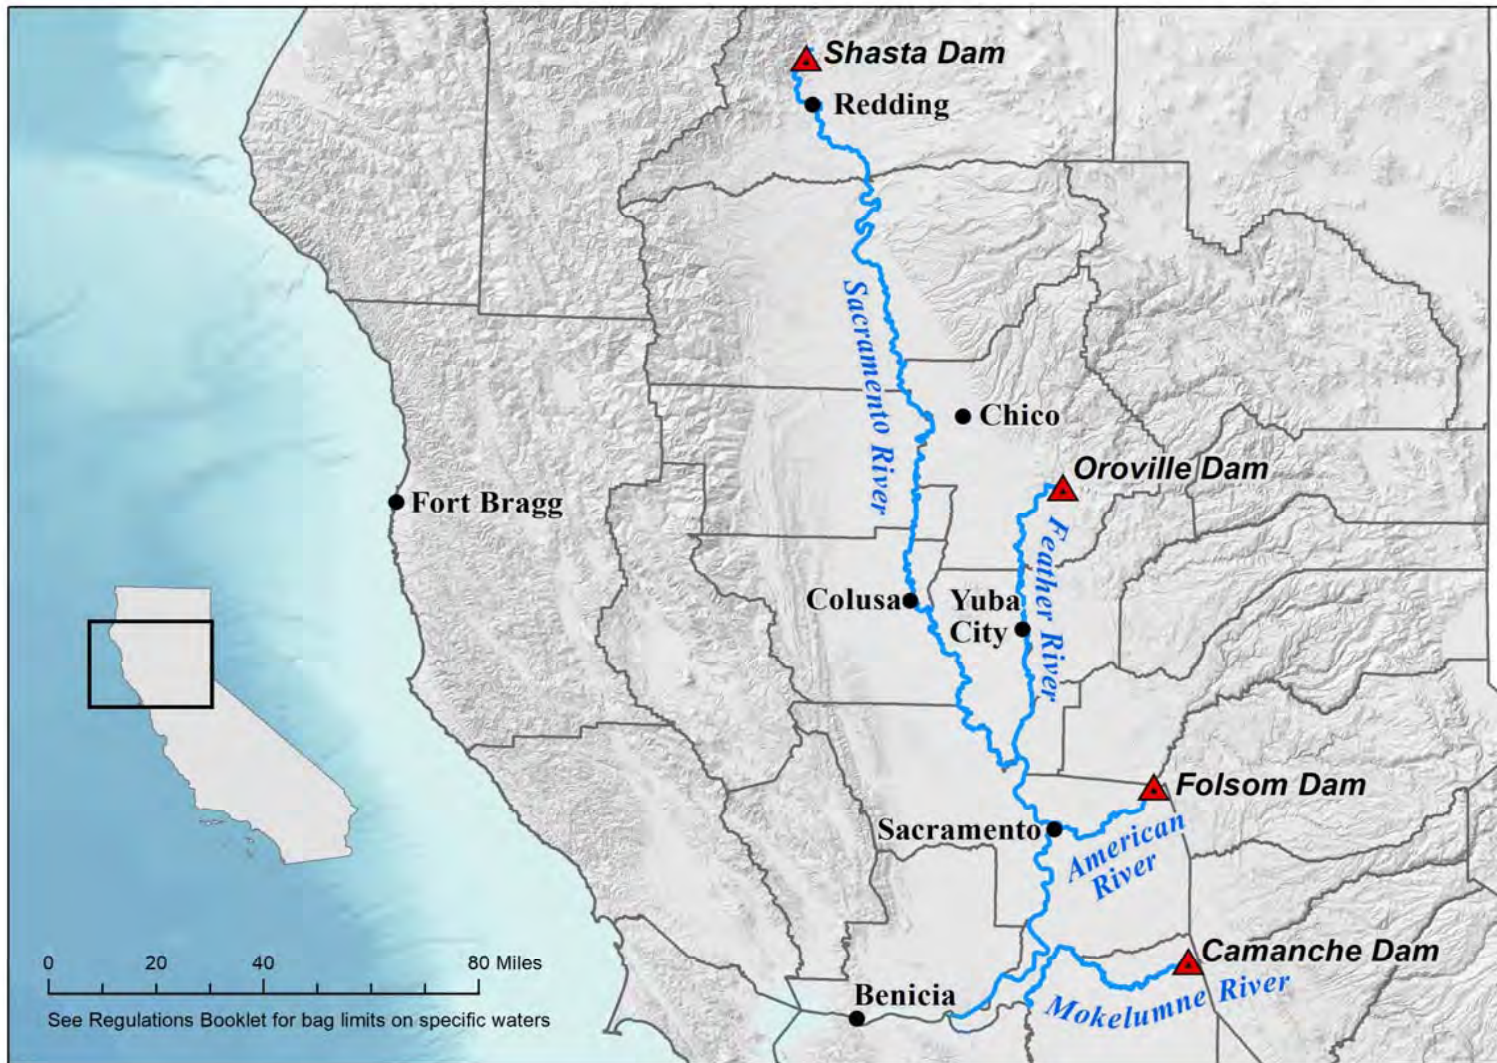 Shasta Dam
Redding
Sacramento River
Chico
Oroville Dam
Fort Bragg
Feather River
Colusa
Yuba
City
Folsom Dam
Sacramento
American
River
Camanche Dam
0 20 40 80 Miles
Benicia
Mokelumne River
See Regulations Booklet for bag limits on specific waters